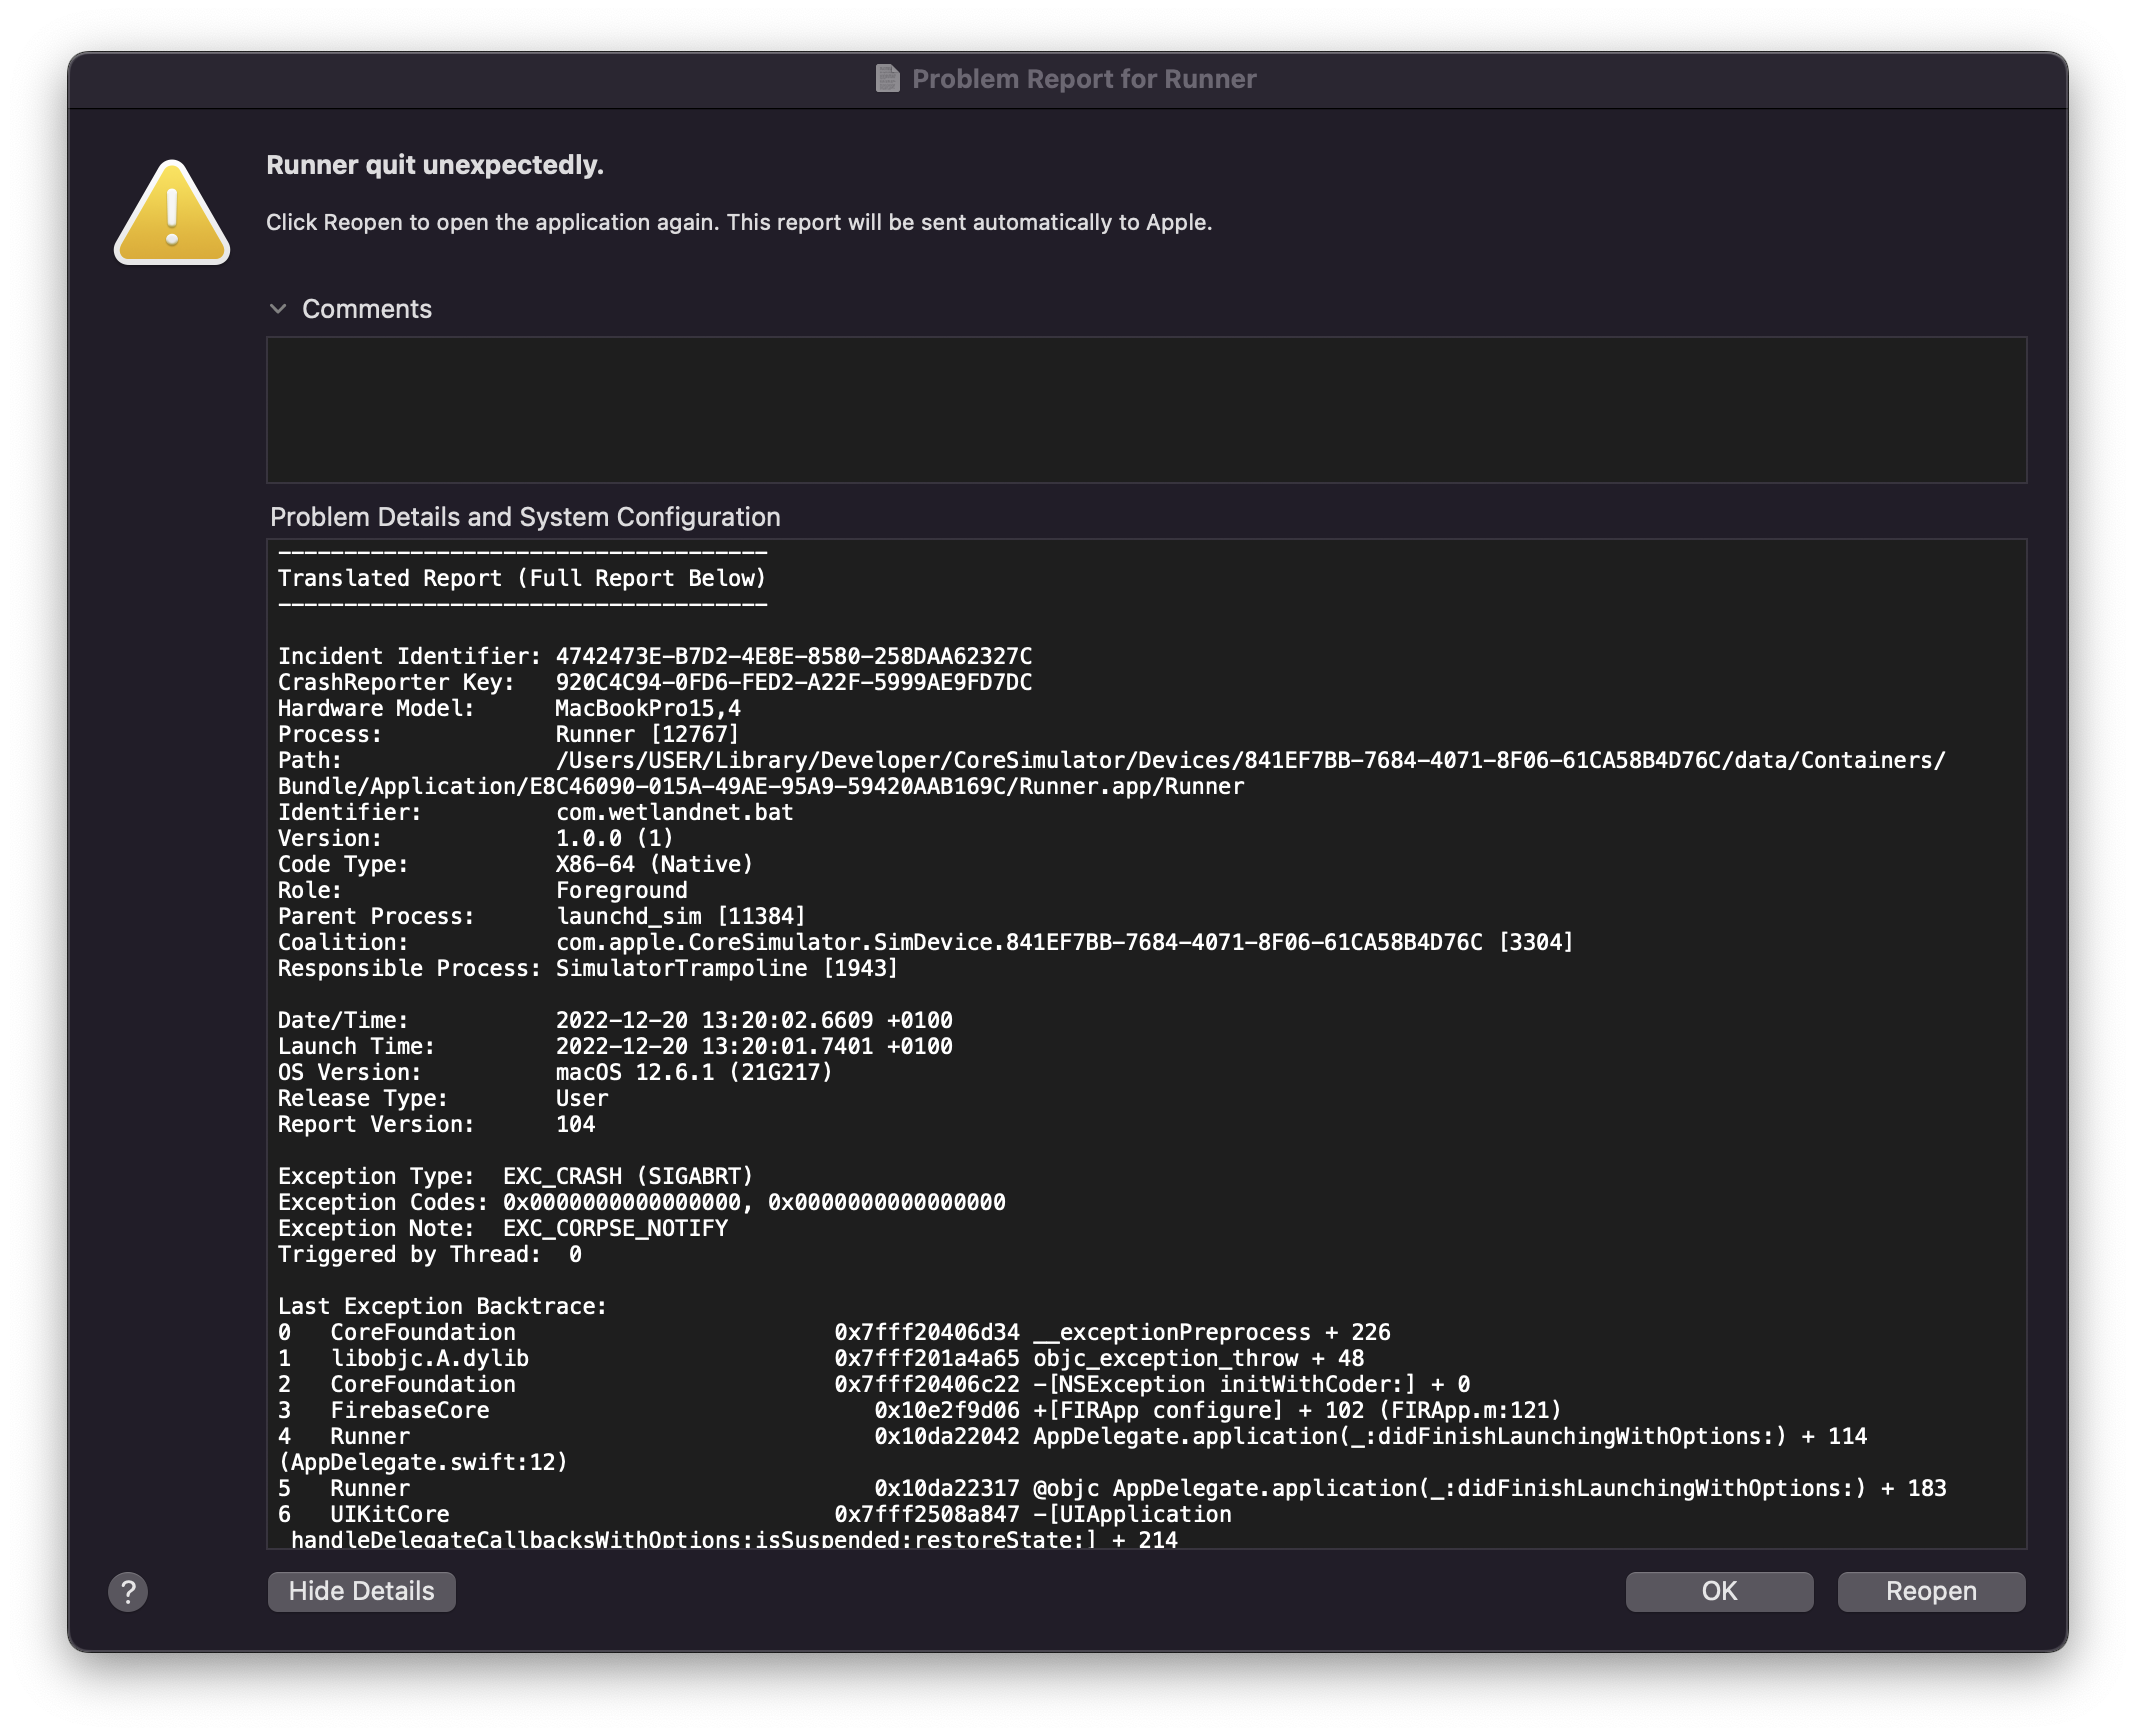 Problem Report for Runner
Runner quit unexpectedly.
Click Reopen to open the application again. This report will be sent automatically to Apple.
Comments
Problem Details and System Configuration
-------------------------------------
Translated Report (Full Report Below)
-------------------------------------
Incident Identifier: 4742473E-B7D2-4E8E-8580-258DAA62327C
CrashReporter Key:   920C4C94-0FD6-FED2-A22F-5999AE9FD7DC
Hardware Model:      MacBookPro15,4
Process:             Runner [12767]
Path:                /Users/USER/Library/Developer/CoreSimulator/Devices/841EF7BB-7684-4071-8F06-61CA58B4D76C/data/Containers/
Bundle/Application/E8C46090-015A-49AE-95A9-59420AAB169C/Runner.app/Runner
Identifier:          com.wetlandnet.bat
Version:             1.0.0 (1)
Code Type:           X86-64 (Native)
Role:                Foreground
Parent Process:      launchd_sim [11384]
Coalition:           com.apple.CoreSimulator.SimDevice.841EF7BB-7684-4071-8F06-61CA58B4D76C [3304]
Responsible Process: SimulatorTrampoline [1943]
Date/Time:           2022-12-20 13:20:02.6609 +0100
Launch Time:         2022-12-20 13:20:01.7401 +0100
OS Version:          macOS 12.6.1 (21G217)
Release Type:        User
Report Version:      104
Exception Type:  EXC_CRASH (SIGABRT)
Exception Codes: 0x0000000000000000, 0x0000000000000000
Exception Note:  EXC_CORPSE_NOTIFY
Triggered by Thread:  0
Last Exception Backtrace:
0   CoreFoundation                        0x7fff20406d34 __exceptionPreprocess + 226
1   libobjc.A.dylib                       0x7fff201a4a65 objc_exception_throw + 48
2   CoreFoundation                        0x7fff20406c22 -[NSException initWithCoder:] + 0
3   FirebaseCore                             0x10e2f9d06 +[FIRApp configure] + 102 (FIRApp.m:121)
4   Runner                                   0x10da22042 AppDelegate.application(_:didFinishLaunchingWithOptions:) + 114
(AppDelegate.swift:12)
5   Runner                                   0x10da22317 @objc AppDelegate.application(_:didFinishLaunchingWithOptions:) + 183
6   UIKitCore                             0x7fff2508a847 -[UIApplication
_handleDelegateCallbacksWithOptions:isSuspended:restoreState:] + 214
?
Hide Details
OK
Reopen